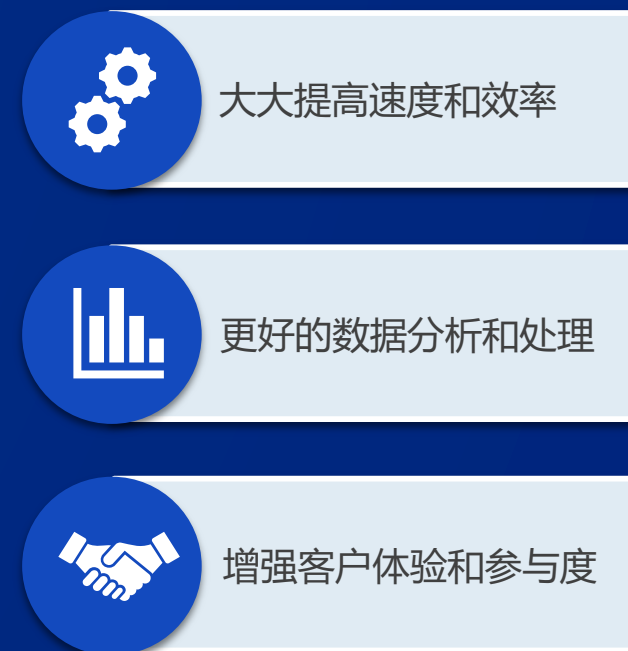 大大提高速度和效率
更好的数据分析和处理
增强客户体验和参与度